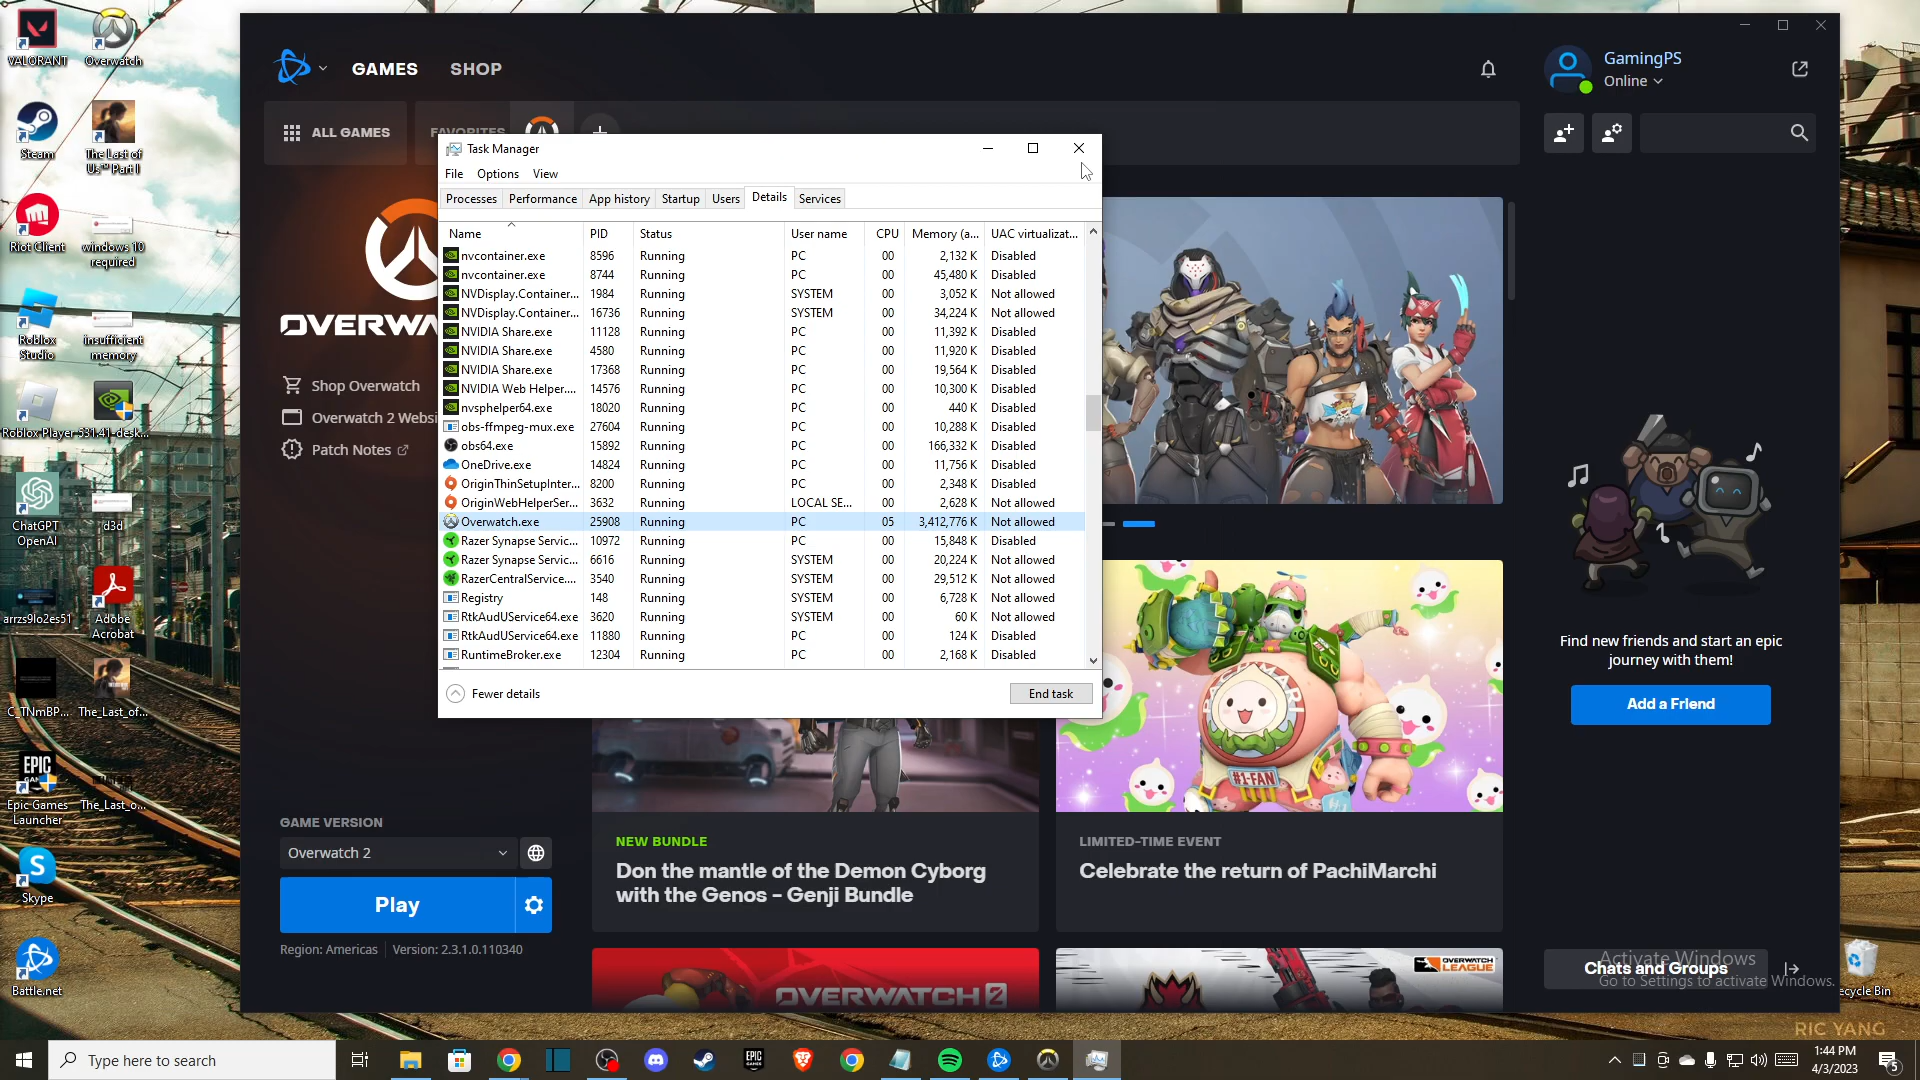 VALORANT
Overwatch
Steam
The Last of
Us™ Part I
Riot Client
windows 10
required
Roblox
Studio
insufficient
memory
Roblox Player
531.41-desk...
ChatGPT
OpenAI
d3d
arrzs9lo2es51
Adobe
Acrobat
C_TNmBP...
The_Last_of...
EPIC
Epic Games
Launcher
The_Last_o...
Skype
Battle.net
GAMES
SHOP
GamingPS
Online
ALL GAMES
FAVORITES
Shop Overwatch
Overwatch 2 Websi
Patch Notes
Task Manager
File
Options
View
Processes
Performance
App history
Startup
Users
Details
Services
Name PID Status User name CPU Memory (a... UAC virtualizat...
nvcontainer.exe 8596 Running PC 00 2,132 K Disabled
nvcontainer.exe 8744 Running PC 00 45,480 K Disabled
NVDisplay.Container... 1984 Running SYSTEM 00 3,052 K Not allowed
NVDisplay.Container... 16736 Running SYSTEM 00 34,224 K Not allowed
NVIDIA Share.exe 11128 Running PC 00 11,392 K Disabled
NVIDIA Share.exe 4580 Running PC 00 11,920 K Disabled
NVIDIA Share.exe 17368 Running PC 00 19,564 K Disabled
NVIDIA Web Helper.... 14576 Running PC 00 10,300 K Disabled
nvsphelper64.exe 18020 Running PC 00 440 K Disabled
obs-ffmpeg-mux.exe 27604 Running PC 00 10,288 K Disabled
obs64.exe 15892 Running PC 00 166,332 K Disabled
OneDrive.exe 14824 Running PC 00 11,756 K Disabled
OriginThinSetupInter... 8200 Running PC 00 2,348 K Disabled
OriginWebHelperSer... 3632 Running LOCAL SE... 00 2,628 K Not allowed
Overwatch.exe 25908 Running PC 05 3,412,776 K Not allowed
Razer Synapse Servic... 10972 Running PC 00 15,848 K Disabled
Razer Synapse Servic... 6616 Running SYSTEM 00 20,224 K Not allowed
RazerCentralService.... 3540 Running SYSTEM 00 29,512 K Not allowed
Registry 148 Running SYSTEM 00 6,728 K Not allowed
RtkAudUService64.exe 3620 Running SYSTEM 00 60 K Not allowed
RtkAudUService64.exe 11880 Running PC 00 124 K Disabled
RuntimeBroker.exe 12304 Running PC 00 2,168 K Disabled
Fewer details
End task
#1-FAN
Find new friends and start an epic
journey with them!
Add a Friend
GAME VERSION
Overwatch 2
Play
Region: Americas
Version: 2.3.1.0.110340
NEW BUNDLE
Don the mantle of the Demon Cyborg
with the Genos – Genji Bundle
LIMITED-TIME EVENT
Celebrate the return of PachiMarchi
OVERWATCH 2
OVERWATCH
LEAGUE
Chats and Groups
Activate Windows
Go to Settings to activate Windows.
ecycle Bin
RIC YANG
Type here to search
EPIC
1:44 PM
4/3/2023
5